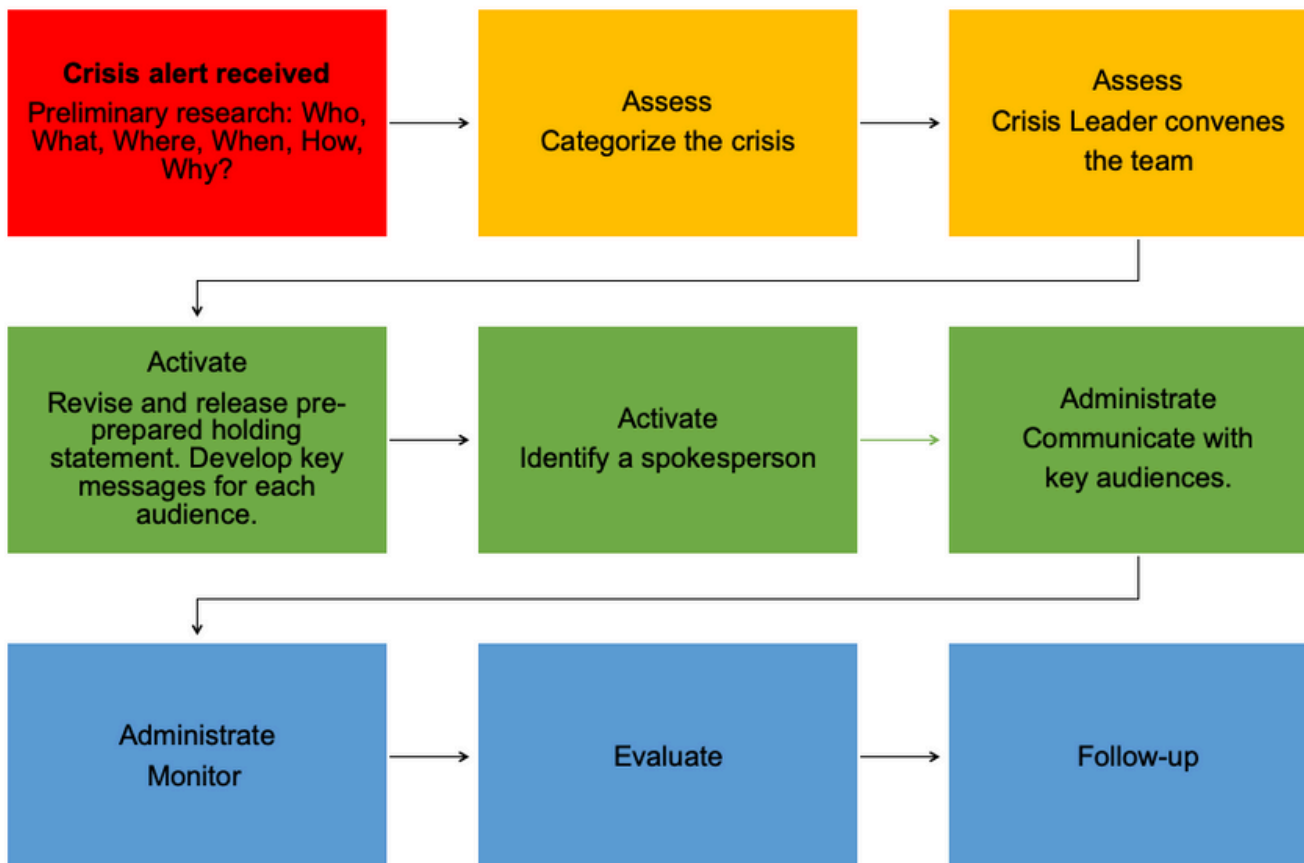 Crisis alert received
Preliminary research: Who,
What, Where, When, How,
Why?
Assess
Categorize the crisis
Assess
Crisis Leader convenes
the team
Activate
Revise and release pre-
prepared holding
statement. Develop key
messages for each
audience.
Activate
Identify a spokesperson
Administrate
Communicate with
key audiences.
Administrate
Monitor
Evaluate
Follow-up